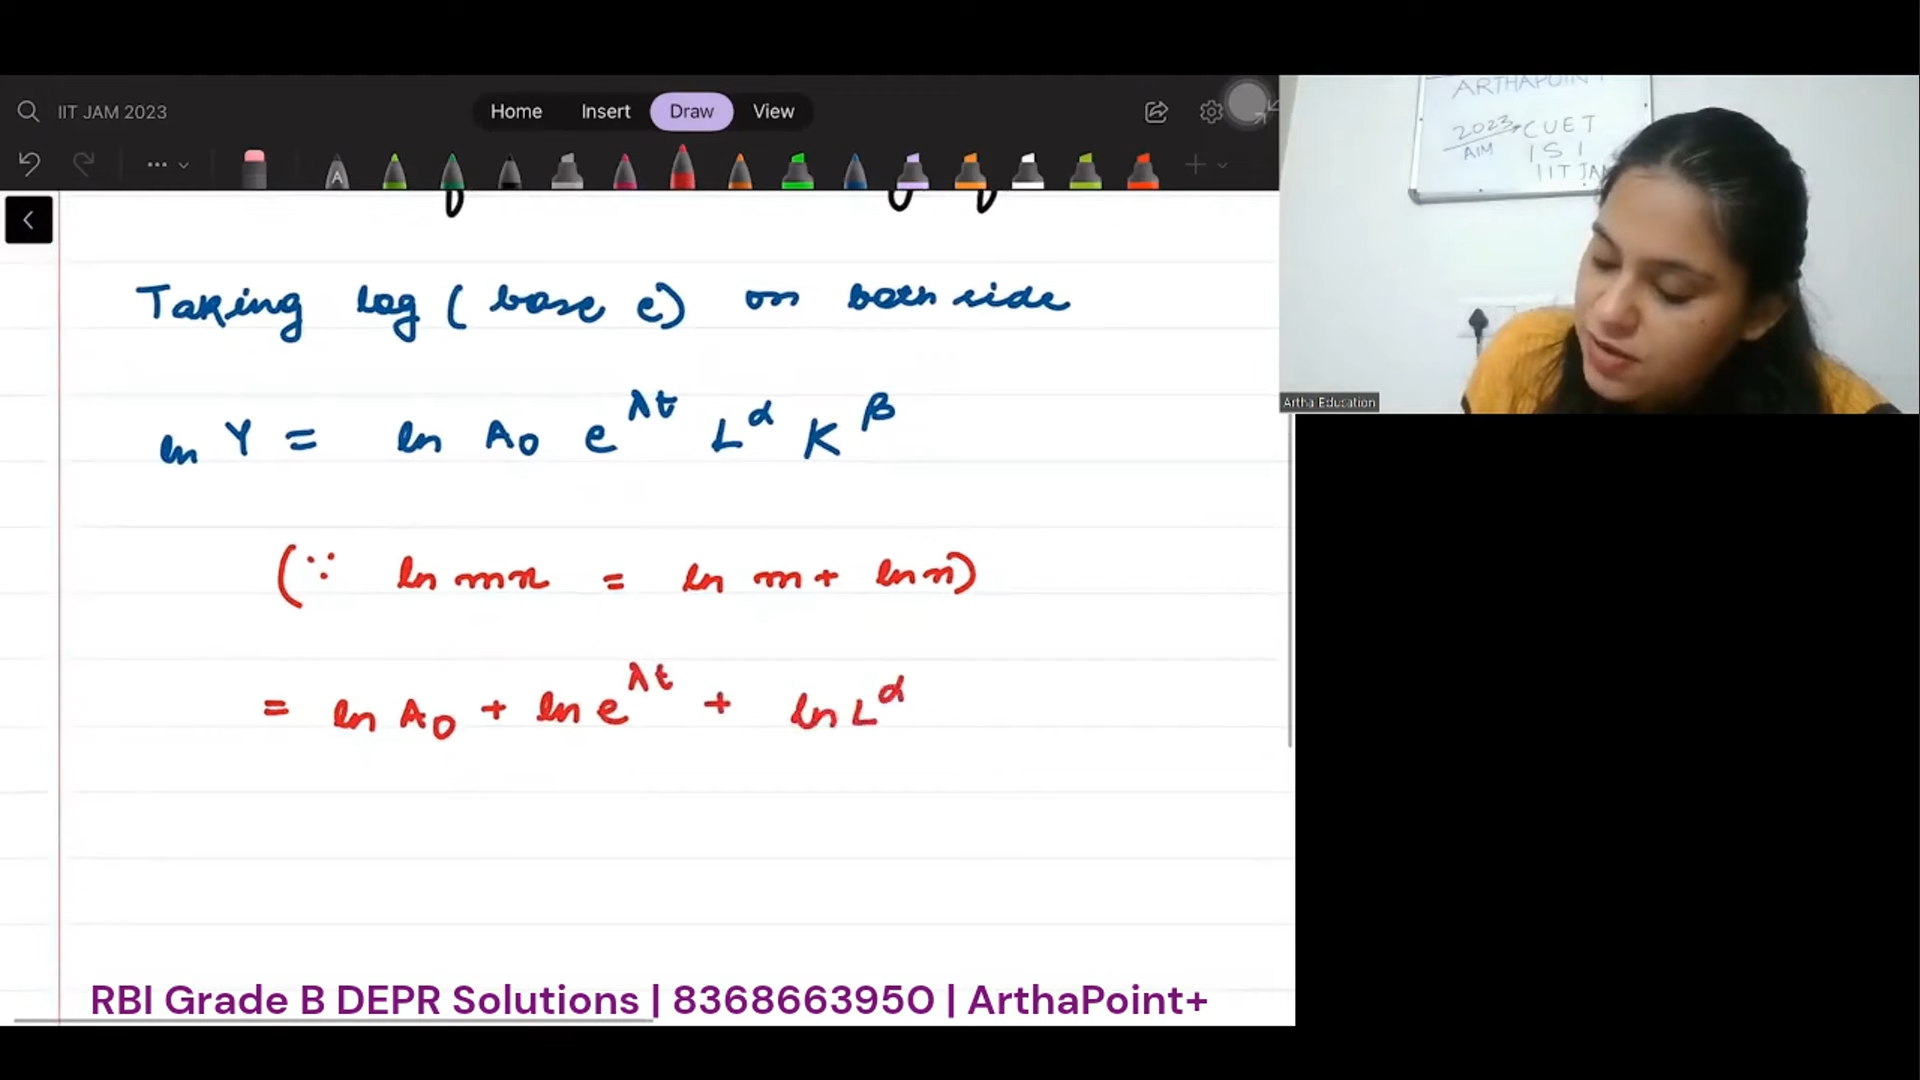 ARTHAPOINT
2023 CUET
AIM ISI
IIT JA
IIT JAM 2023
Home Insert Draw View
A
Taking log ( base e) on both side
ln Y = ln A₀ e^λt L^α K^β
(∵ ln mn = ln m + ln n)
= ln A₀ + ln e^λt + ln L^α
Artha Education
RBI Grade B DEPR Solutions | 8368663950 | ArthaPoint+